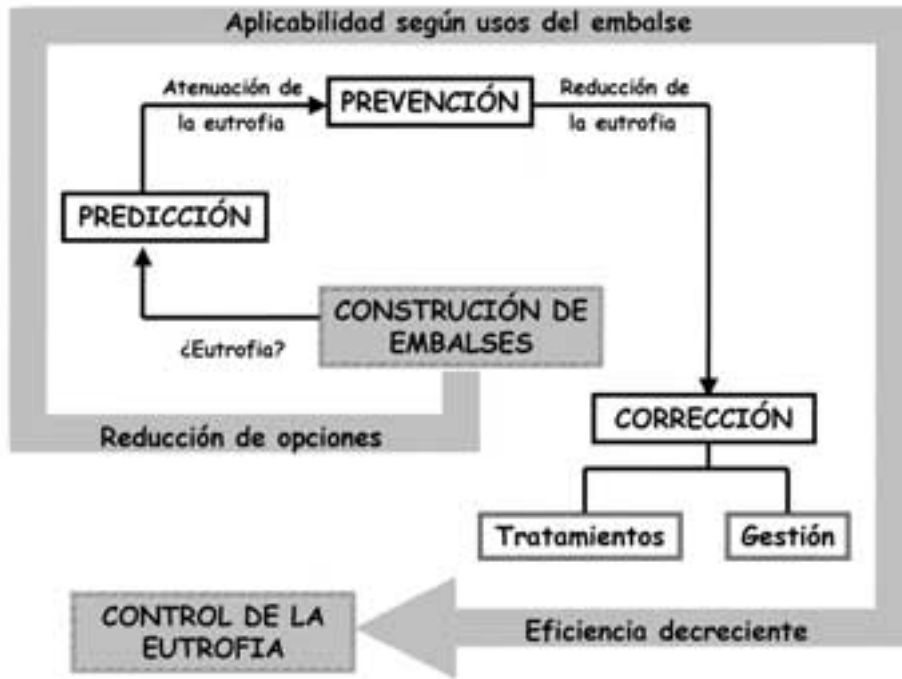 Aplicabilidad según usos del embalse
Atenuación de
la eutrofia
PREVENCIÓN
Reducción de
la eutrofia
PREDICCIÓN
CONSTRUCIÓN DE
EMBALSES
¿Eutrofia?
CORRECCIÓN
Reducción de opciones
Tratamientos
Gestión
CONTROL DE LA
EUTROFIA
Eficiencia decreciente